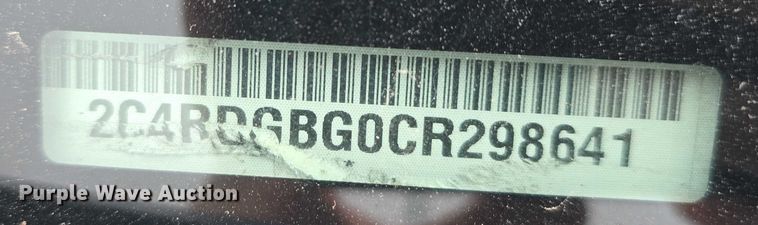 2C4RDGBG0CR298641
Purple Wave Auction